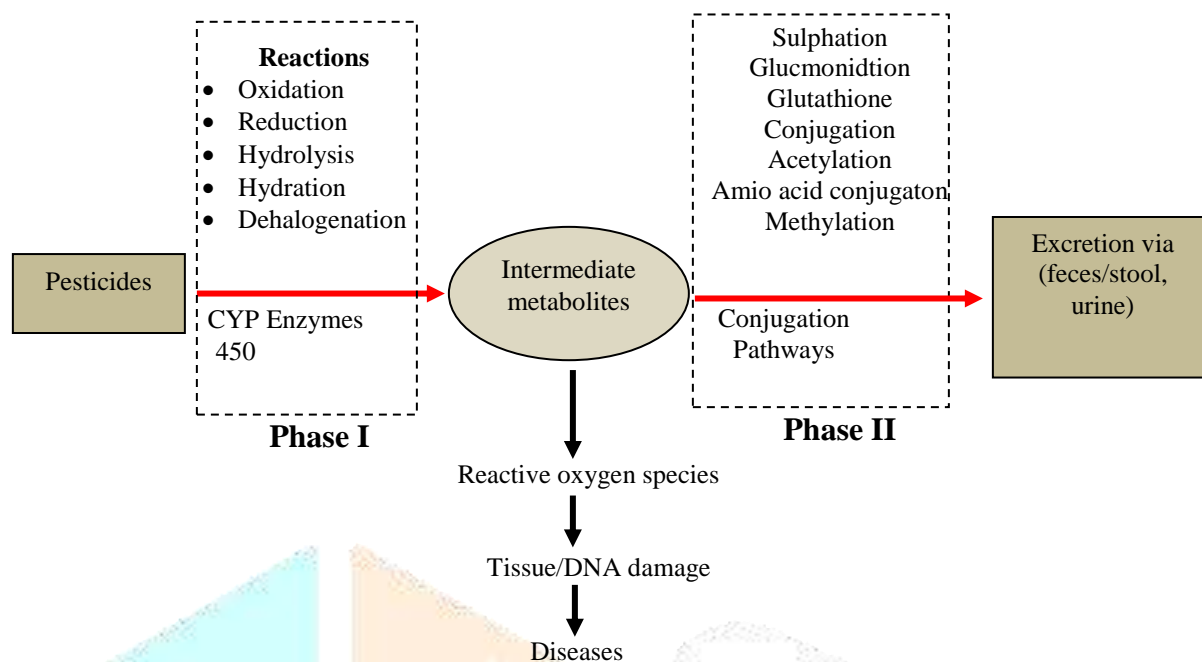 Pesticides
Reactions
• Oxidation
• Reduction
• Hydrolysis
• Hydration
• Dehalogenation
CYP Enzymes
450
Phase I
Intermediate
metabolites
Sulphation
Glucmonidtion
Glutathione
Conjugation
Acetylation
Amio acid conjugaton
Methylation
Conjugation
Pathways
Phase II
Excretion via
(feces/stool,
urine)
Reactive oxygen species
Tissue/DNA damage
Diseases